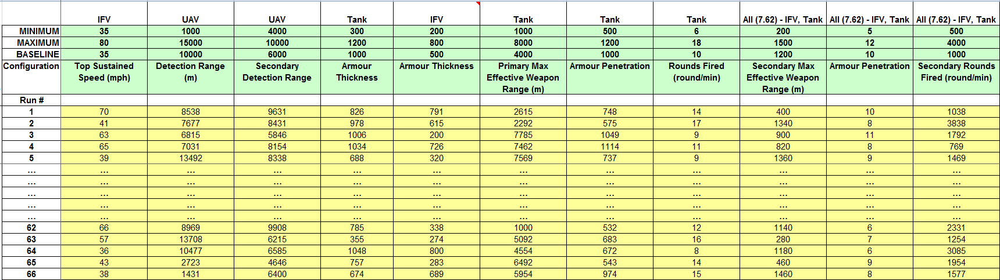 IFV UAV UAV Tank IFV Tank Tank Tank All (7.62) - IFV, Tank All (7.62) - IFV, Tank All (7.62) - IFV, Tank
MINIMUM 35 1000 4000 300 200 1000 500 6 200 5 500
MAXIMUM 80 15000 10000 1200 800 8000 1200 18 1500 12 4000
BASELINE 35 10000 6000 1000 500 4000 1000 10 1200 10 1000
Configuration Top Sustained Detection Range Secondary Armour Armour Thickness Primary Max Armour Penetration Rounds Fired Secondary Max Armour Penetration Secondary Rounds
Speed (mph) (m) Detection Range Thickness Effective Weapon (round/min) Effective Weapon Fired (round/min)
Range (m) Range (m)
Run #
1 70 8538 9631 826 791 2615 748 14 400 10 1038
2 41 7677 8431 978 615 2292 575 17 1340 8 3838
3 63 6815 5846 1006 200 7785 1049 9 900 11 1792
4 65 7031 8154 1034 726 7462 1114 11 820 8 769
5 39 13492 8338 688 320 7569 737 9 1360 9 1469
... ... ... ... ... ... ... ... ... ... ... ...
... ... ... ... ... ... ... ... ... ... ... ...
... ... ... ... ... ... ... ... ... ... ... ...
... ... ... ... ... ... ... ... ... ... ... ...
... ... ... ... ... ... ... ... ... ... ... ...
62 66 8969 9908 785 338 1000 532 12 1140 6 2331
63 57 13708 6215 355 274 5092 683 16 280 7 1254
64 36 10477 6585 1048 800 4554 672 8 1180 6 3085
65 43 2723 4646 757 283 6492 543 14 460 9 1954
66 38 1431 6400 674 689 5954 974 15 1460 8 1577